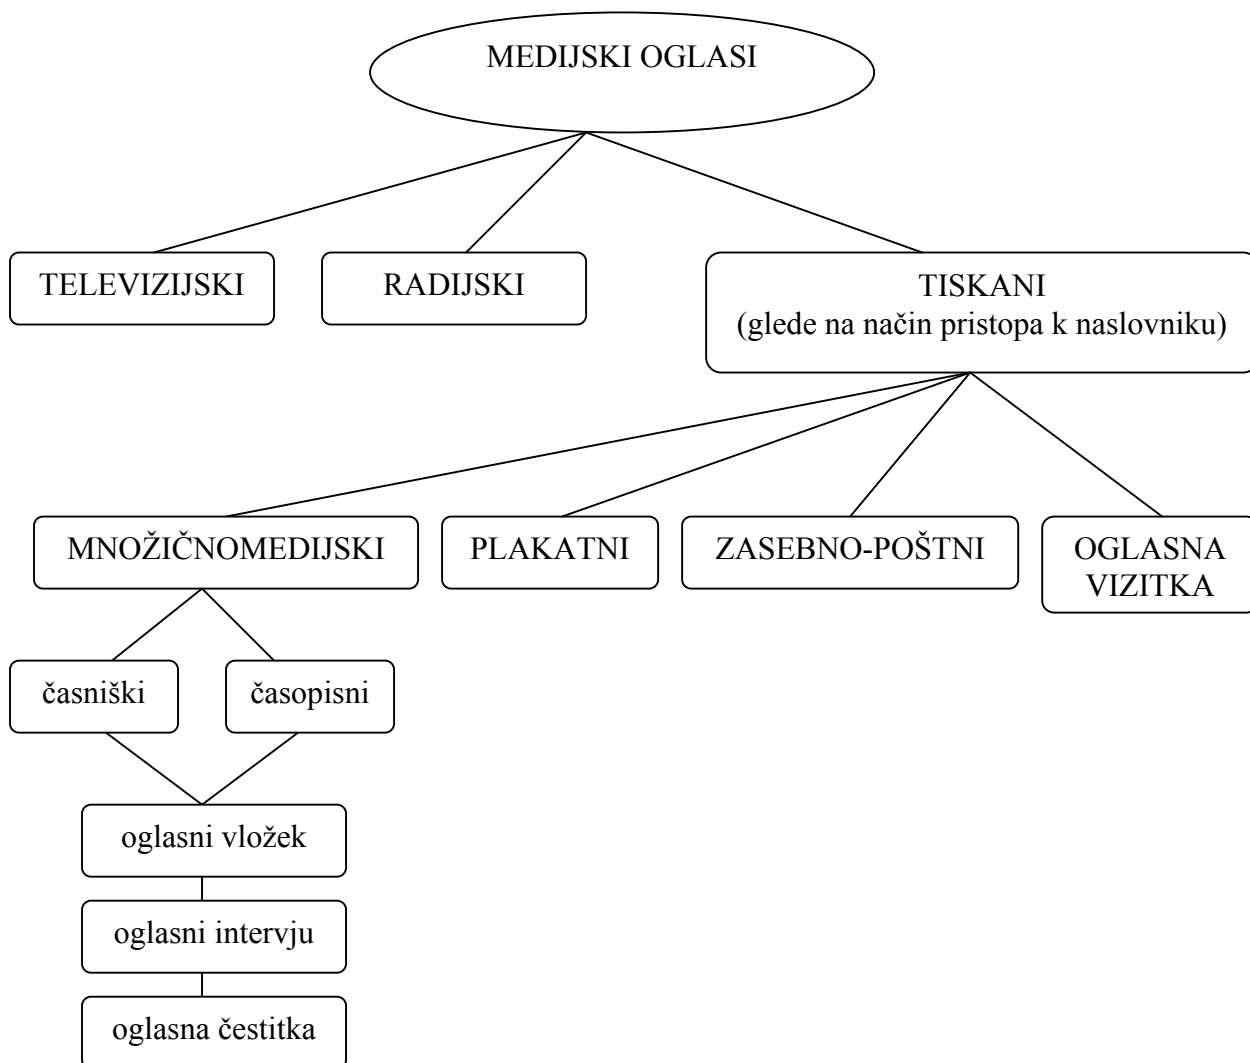 MEDIJSKI OGLASI
TELEVIZIJSKI
RADIJSKI
TISKANI
(glede na način pristopa k naslovniku)
MNOŽIČNOMEDIJSKI
PLAKATNI
ZASEBNO-POŠTNI
OGLASNA
VIZITKA
časniški
časopisni
oglasni vložek
oglasni intervju
oglasna čestitka